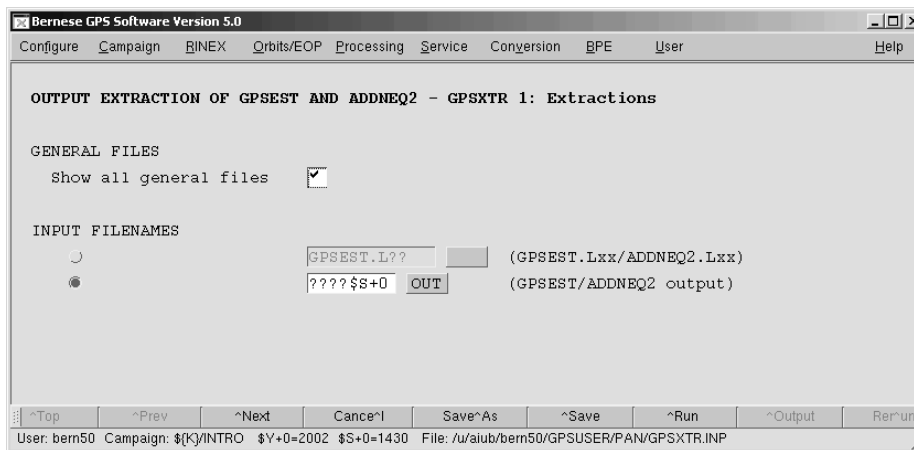 Bernese GPS Software Version 5.0
Configure Campaign RINEX Orbits/EOP Processing Service Conversion BPE User Help
OUTPUT EXTRACTION OF GPSEST AND ADDNEQ2 - GPSXTR 1: Extractions
GENERAL FILES
Show all general files
INPUT FILENAMES
GPSEST.L?? (GPSEST.Lxx/ADDNEQ2.Lxx)
????$S+0 OUT (GPSEST/ADDNEQ2 output)
^Top ^Prev ^Next Cance^l Save^As ^Save ^Run ^Output Rer^un
User: bern50 Campaign: ${K}/INTRO $Y+0=2002 $S+0=1430 File: /u/aiub/bern50/GPSUSER/PAN/GPSXTR.INP